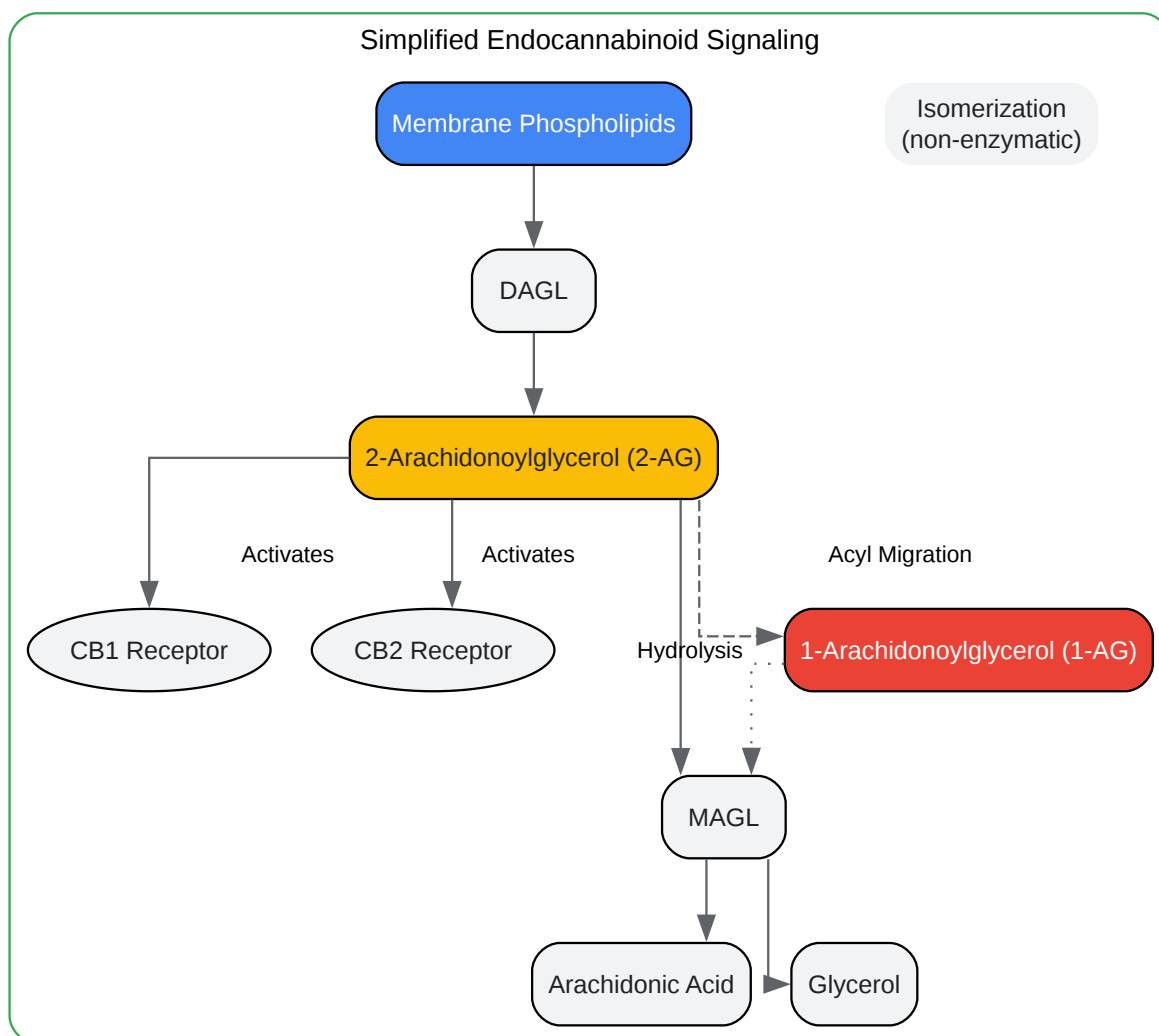 Simplified Endocannabinoid Signaling
Membrane Phospholipids
Isomerization
(non-enzymatic)
DAGL
2-Arachidonoylglycerol (2-AG)
Activates
Activates
Acyl Migration
CB1 Receptor
CB2 Receptor
Hydrolysis
1-Arachidonoylglycerol (1-AG)
MAGL
Arachidonic Acid
Glycerol